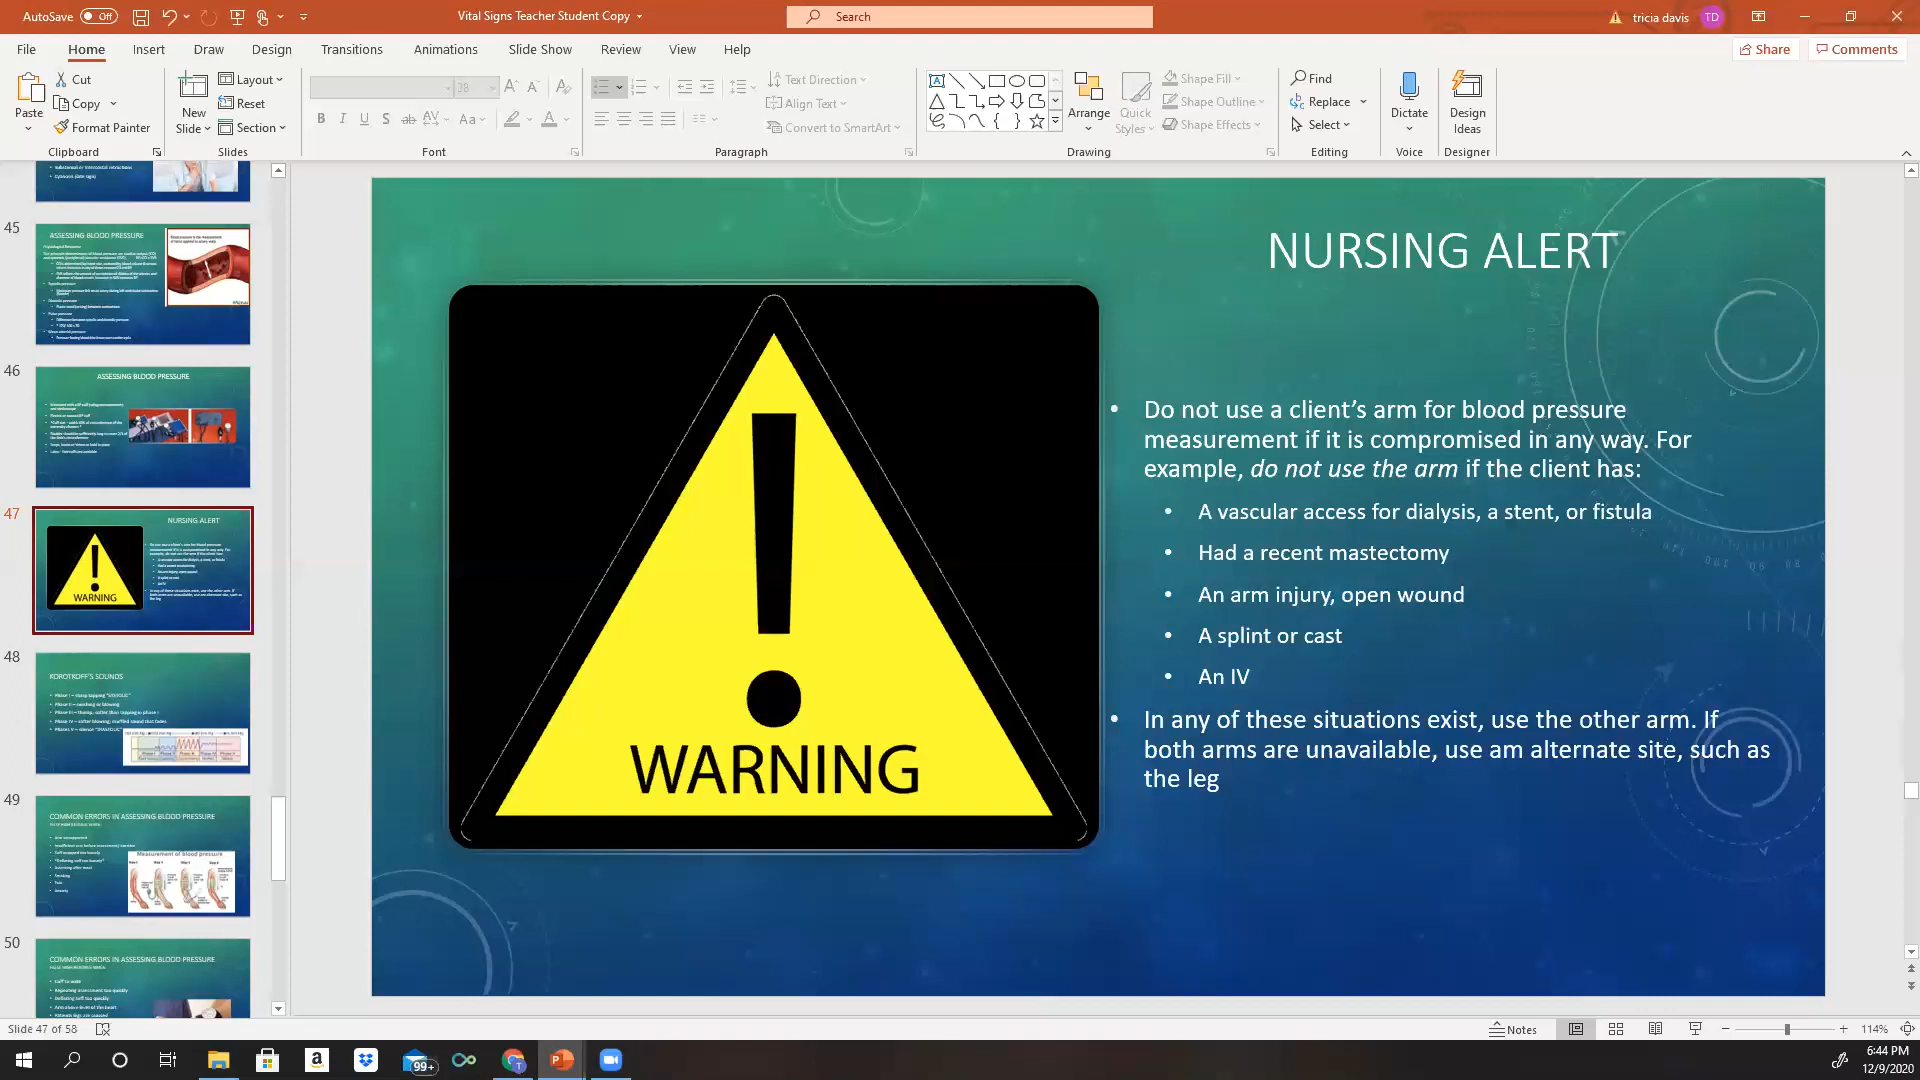 AutoSave Off
Vital Signs Teacher Student Copy
Search
tricia davis TD
File Home Insert Draw Design Transitions Animations Slide Show Review View Help
Share Comments
Paste
Cut
Copy
Format Painter
Clipboard
New Slide
Layout
Reset
Section
Slides
28
Font
Text Direction
Align Text
Convert to SmartArt
Paragraph
Arrange
Quick Styles
Shape Fill
Shape Outline
Shape Effects
Drawing
Find
Replace
Select
Editing
Dictate
Voice
Design Ideas
Designer
45
ASSESSING BLOOD PRESSURE
46
ASSESSING BLOOD PRESSURE
47
NURSING ALERT
WARNING
48
KOROTKOFF'S SOUNDS
49
COMMON ERRORS IN ASSESSING BLOOD PRESSURE
Measurement of blood pressure
50
COMMON ERRORS IN ASSESSING BLOOD PRESSURE
NURSING ALERT
WARNING
• Do not use a client’s arm for blood pressure
measurement if it is compromised in any way. For
example, do not use the arm if the client has:
• A vascular access for dialysis, a stent, or fistula
• Had a recent mastectomy
• An arm injury, open wound
• A splint or cast
• An IV
• In any of these situations exist, use the other arm. If
both arms are unavailable, use am alternate site, such as
the leg
Slide 47 of 58
Notes
114%
99+
6:44 PM
12/9/2020